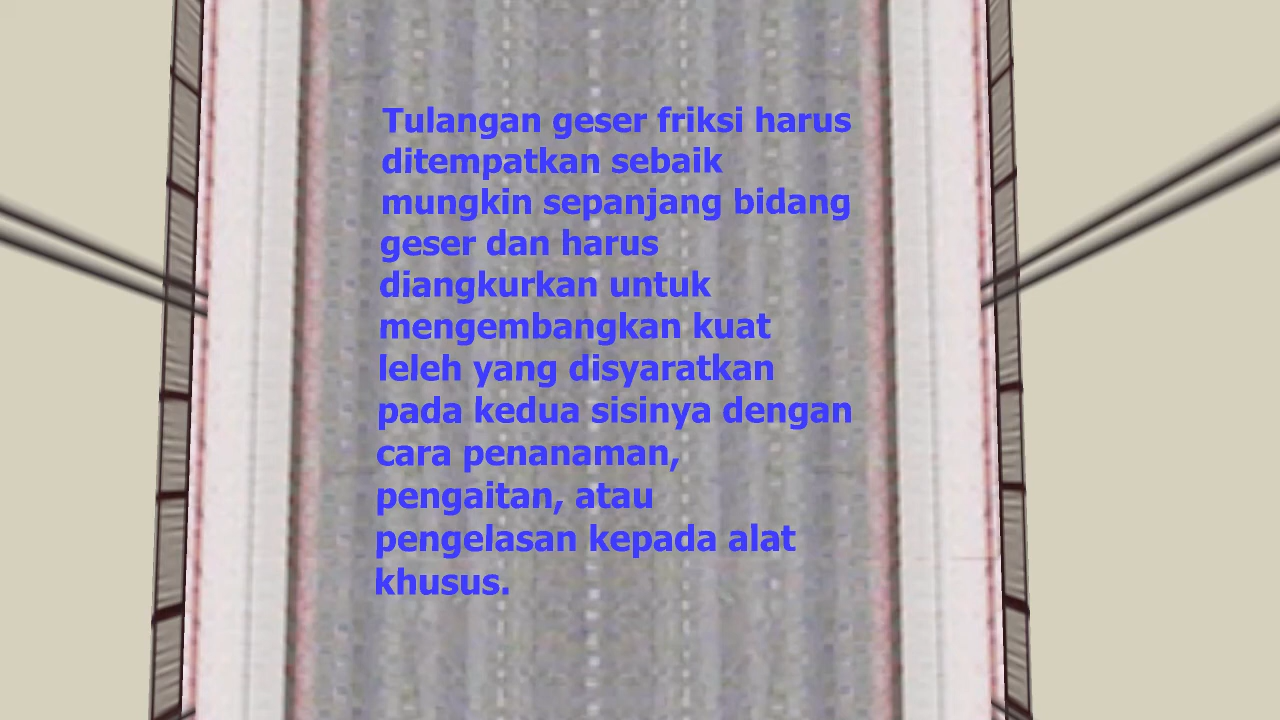 Tulangan geser friksi harus
ditempatkan sebaik
mungkin sepanjang bidang
geser dan harus
diangkurkan untuk
mengembangkan kuat
leleh yang disyaratkan
pada kedua sisinya dengan
cara penanaman,
pengaitan, atau
pengelasan kepada alat
khusus.